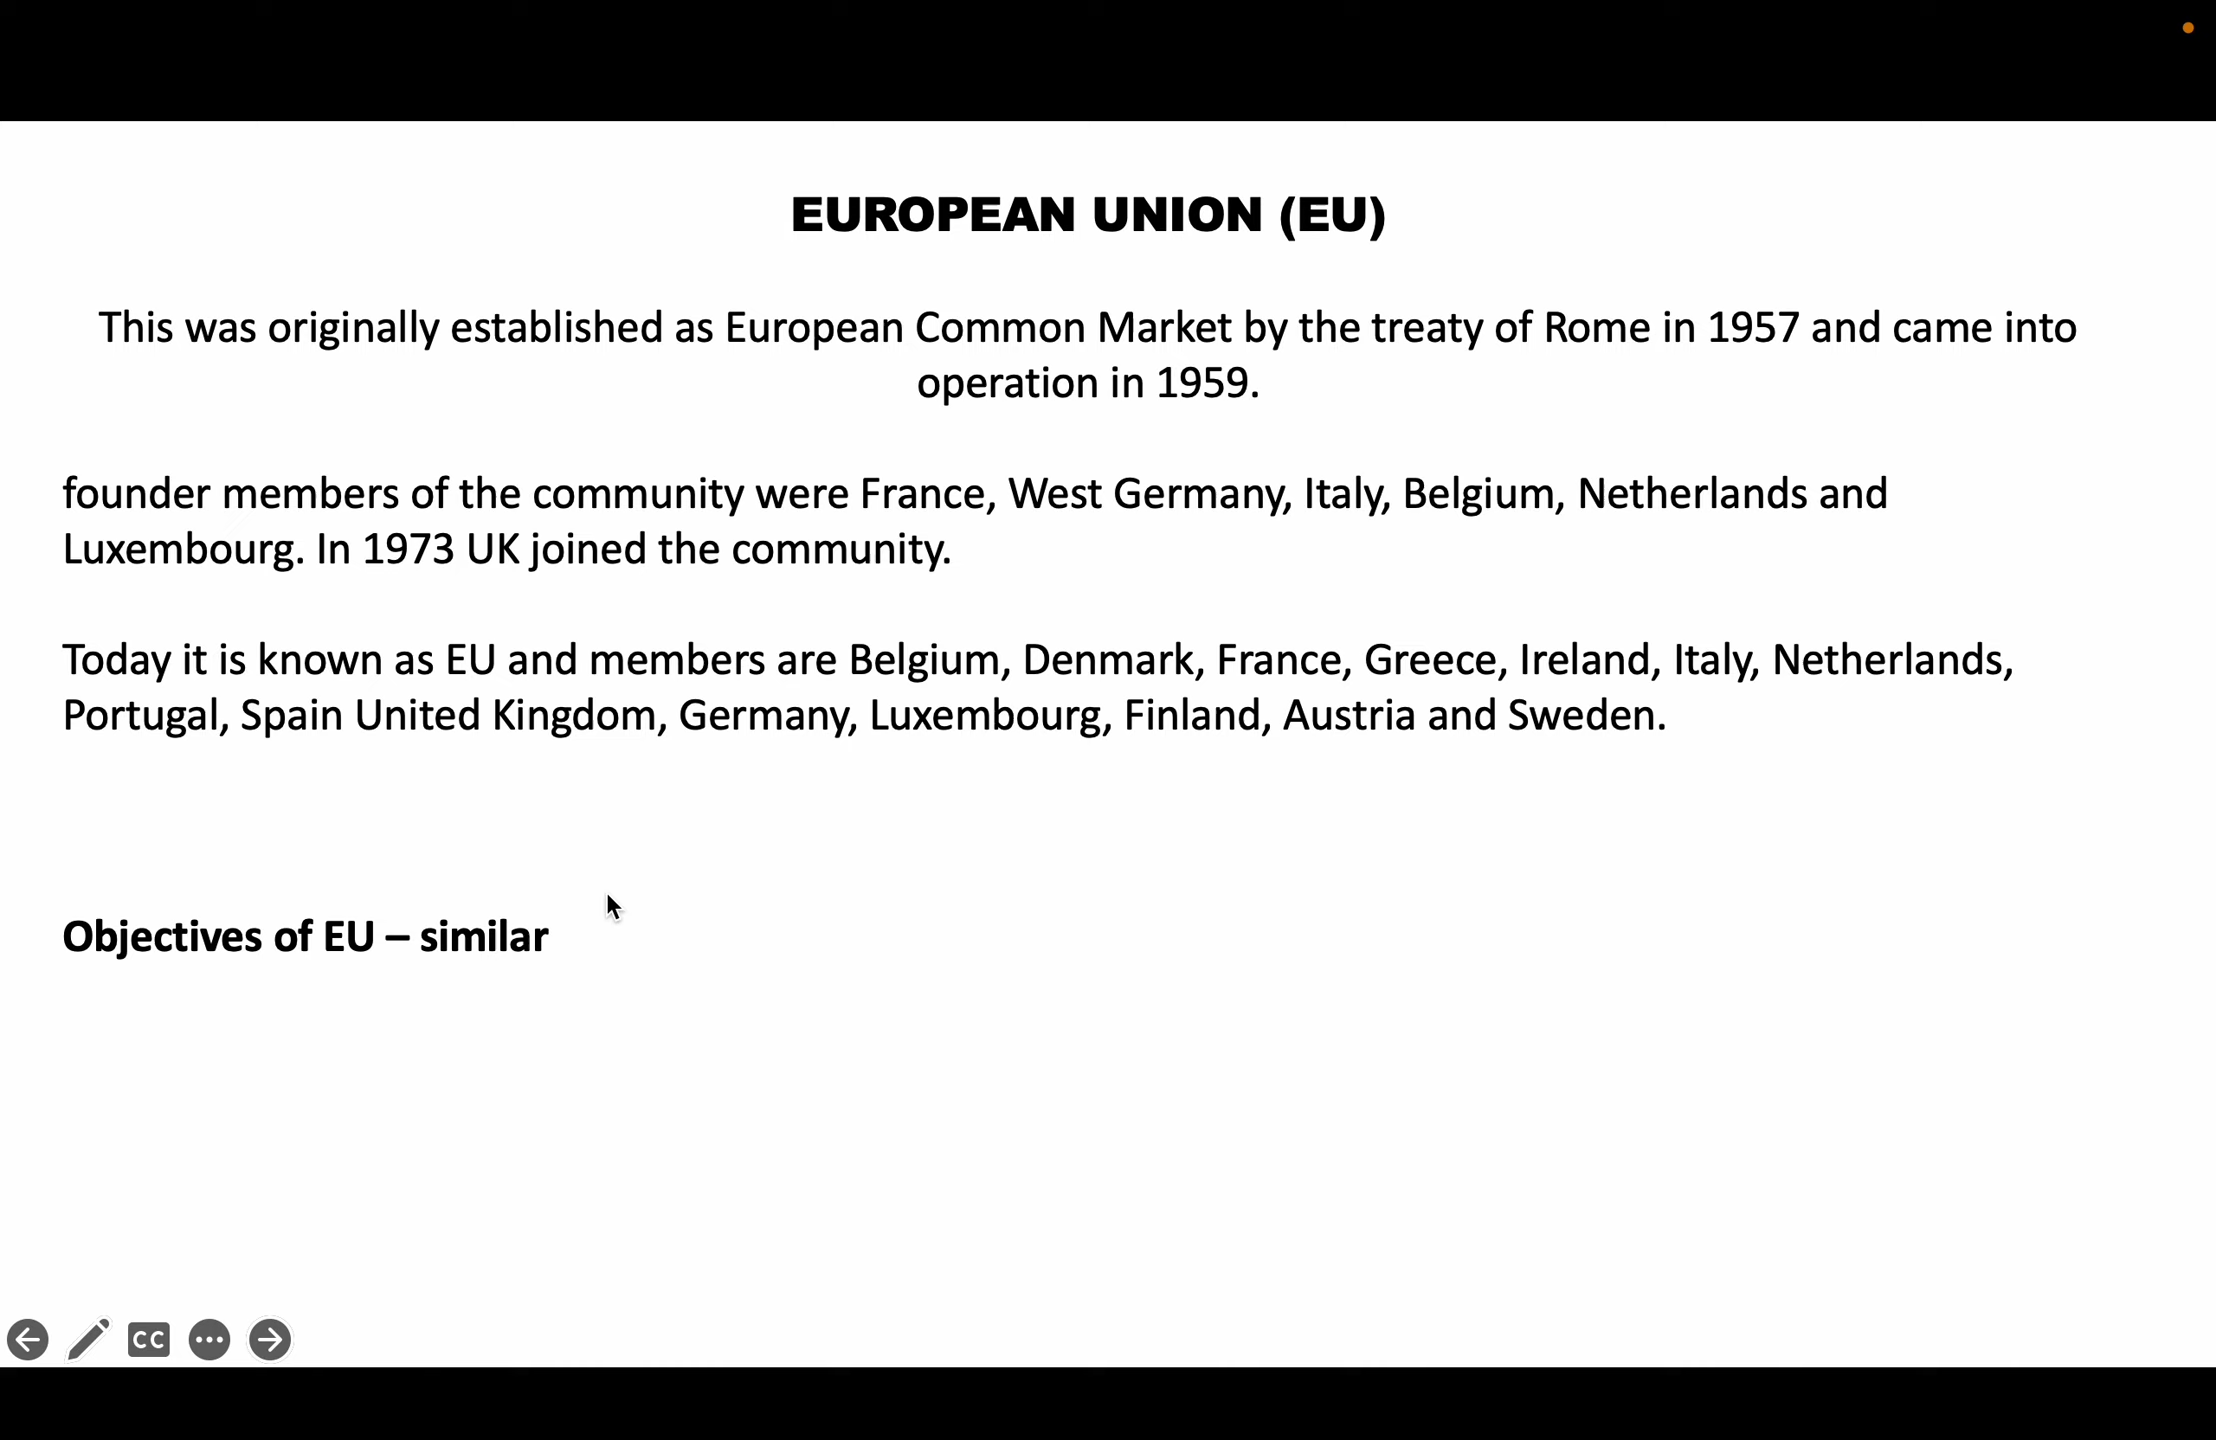 EUROPEAN UNION (EU)
This was originally established as European Common Market by the treaty of Rome in 1957 and came into
operation in 1959.
founder members of the community were France, West Germany, Italy, Belgium, Netherlands and
Luxembourg. In 1973 UK joined the community.
Today it is known as EU and members are Belgium, Denmark, France, Greece, Ireland, Italy, Netherlands,
Portugal, Spain United Kingdom, Germany, Luxembourg, Finland, Austria and Sweden.
Objectives of EU – similar
CC